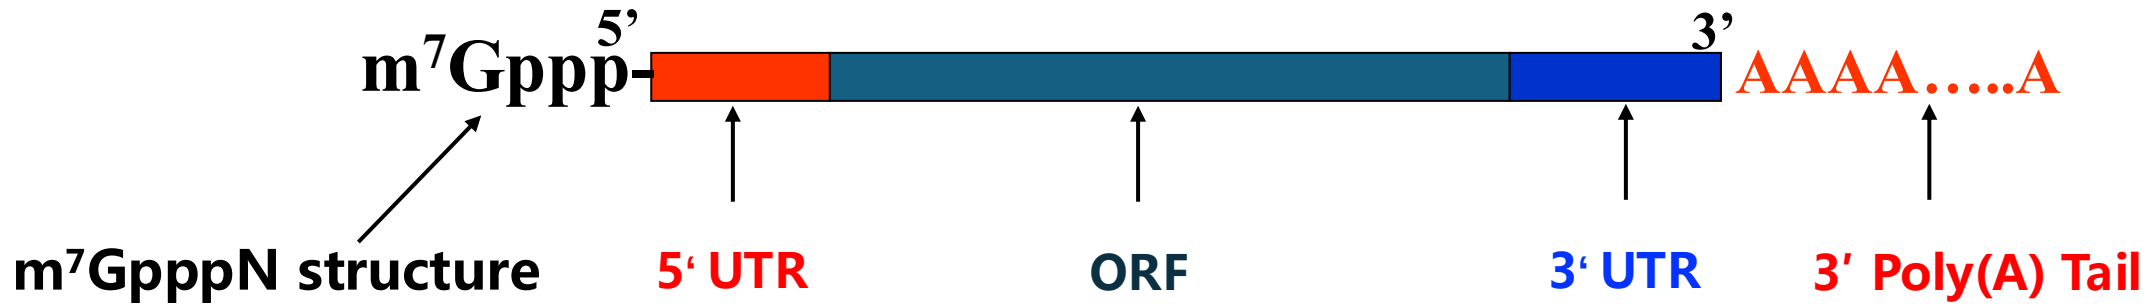 m⁷Gppp 5’ 3’ AAAA…..A
m⁷GpppN structure 5‘ UTR ORF 3‘ UTR 3′ Poly(A) Tail